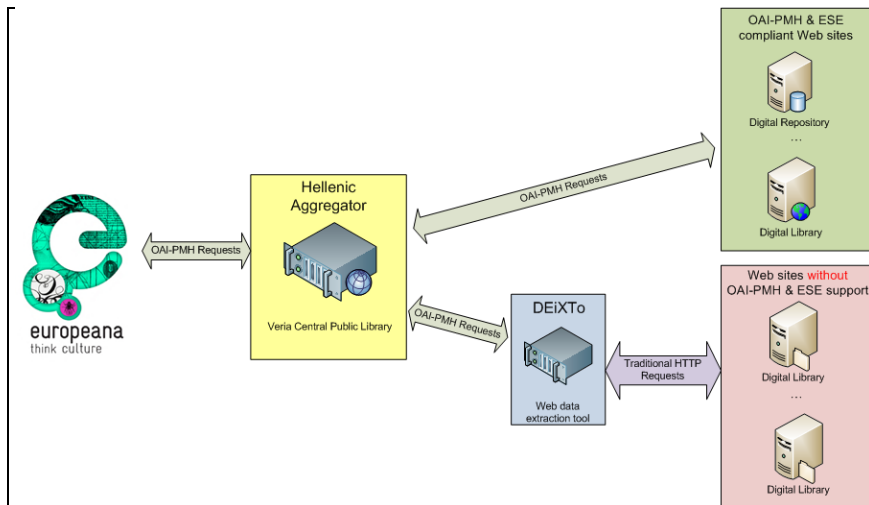 OAI-PMH & ESE
compliant Web sites
Digital Repository
...
Digital Library
OAI-PMH Requests
Hellenic
Aggregator
Veria Central Public Library
OAI-PMH Requests
europeana
think culture
OAI-PMH Requests
DEiXTo
Web data
extraction tool
Traditional HTTP
Requests
Web sites without
OAI-PMH & ESE support
Digital Library
...
Digital Library